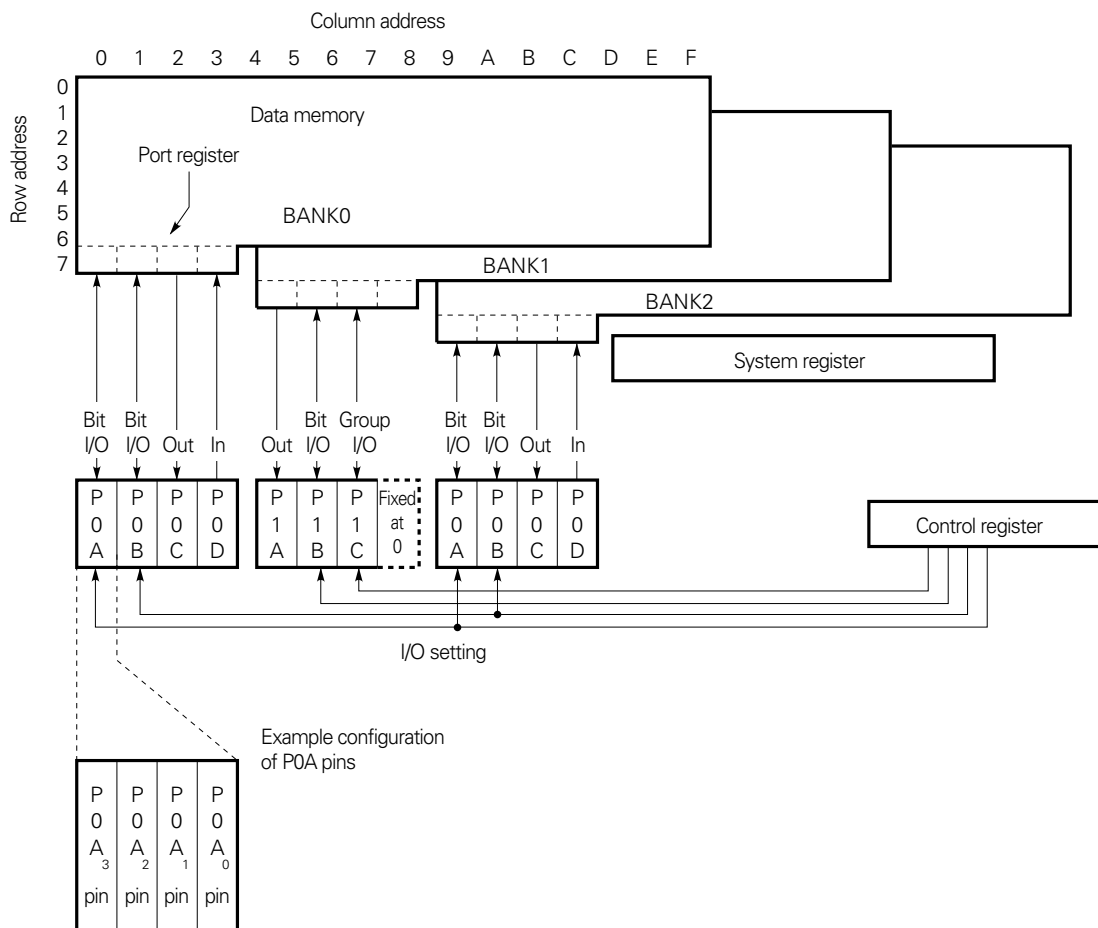 Column address
0 1 2 3 4 5 6 7 8 9 A B C D E F
Row address
0
1
2
3
4
5
6
7
Data memory
Port register
BANK0
BANK1
BANK2
System register
Bit I/O
Bit I/O
Out
In
Out
Bit I/O
Group I/O
Bit I/O
Bit I/O
Out
In
P0A
P0B
P0C
P0D
P1A
P1B
P1C
Fixed at 0
P0A
P0B
P0C
P0D
Control register
I/O setting
Example configuration
of P0A pins
P0A3 pin
P0A2 pin
P0A1 pin
P0A0 pin